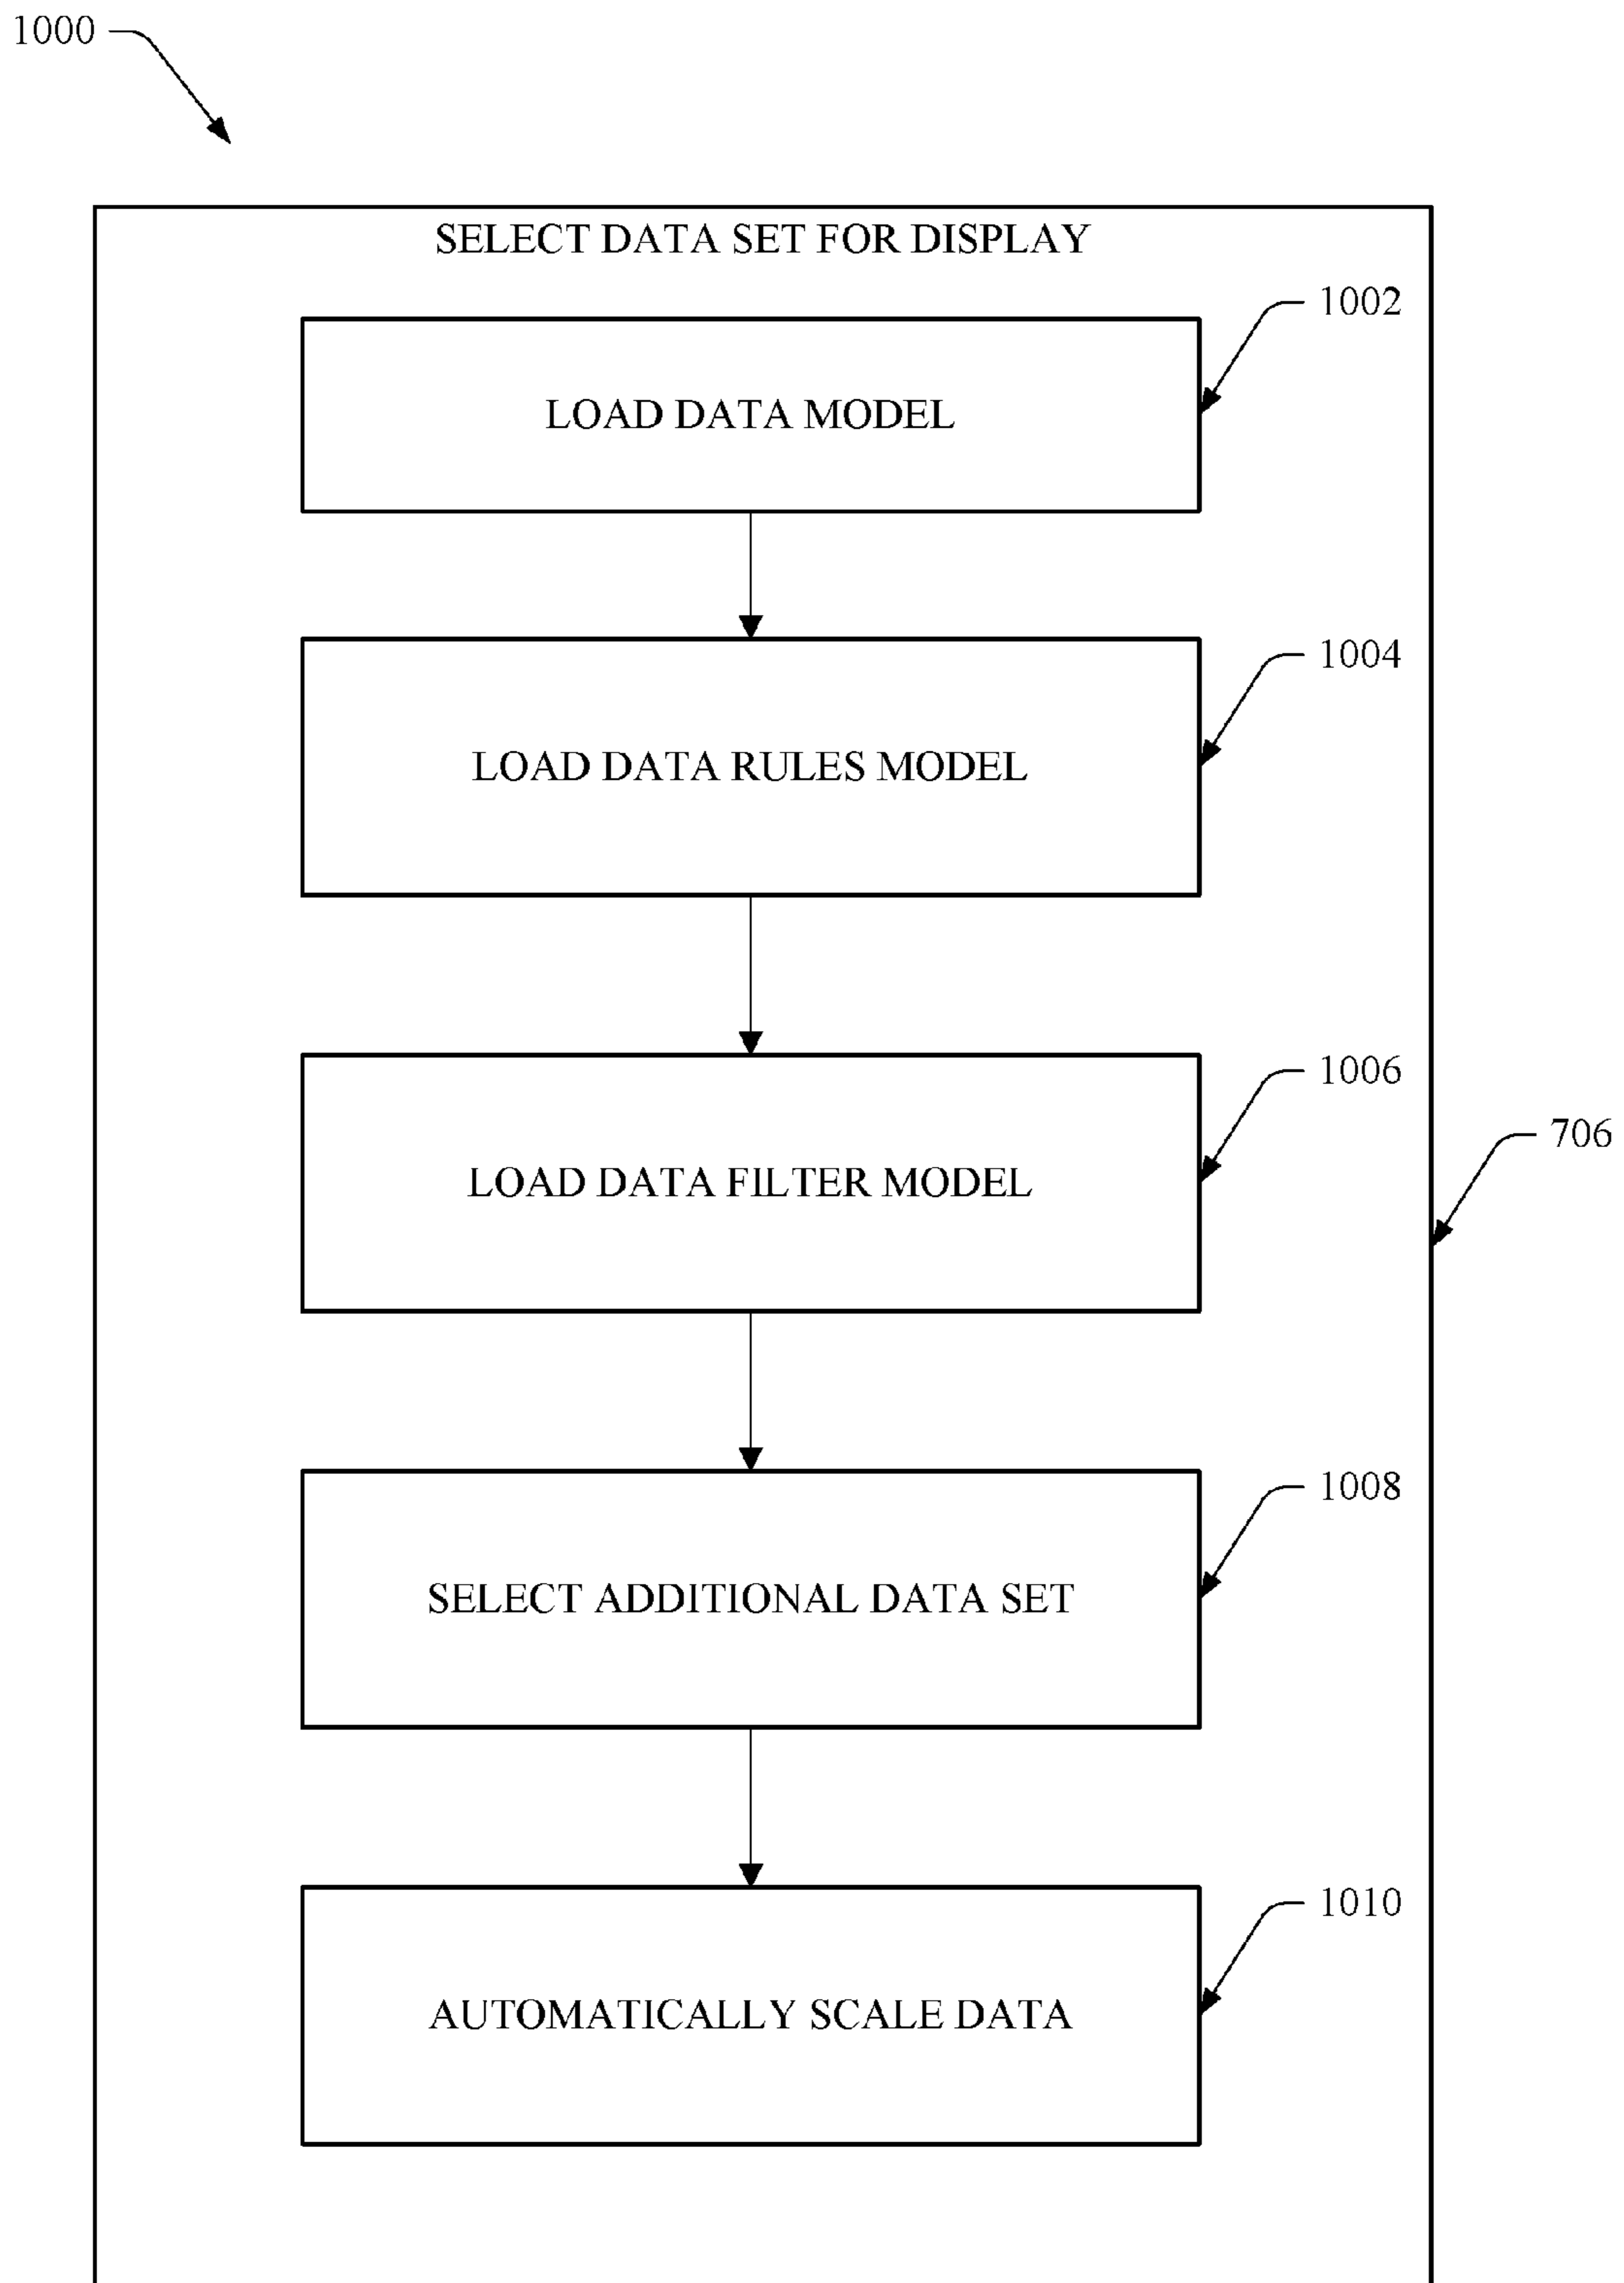 1000
SELECT DATA SET FOR DISPLAY
1002
LOAD DATA MODEL
1004
LOAD DATA RULES MODEL
1006
LOAD DATA FILTER MODEL
706
1008
SELECT ADDITIONAL DATA SET
1010
AUTOMATICALLY SCALE DATA